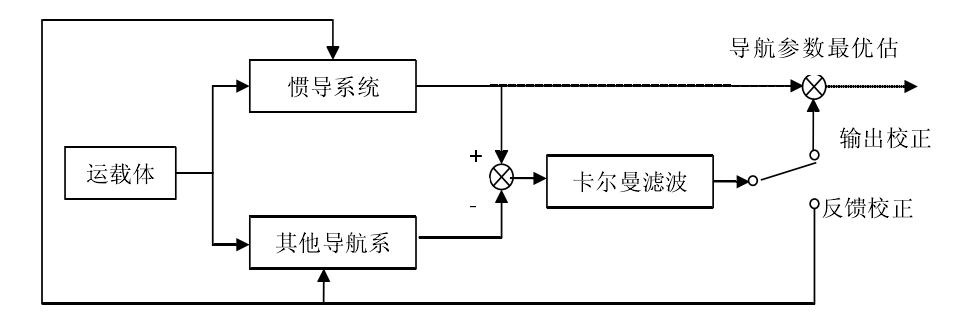 导航参数最优估
惯导系统
输出校正
+
运载体
卡尔曼滤波
-
反馈校正
其他导航系